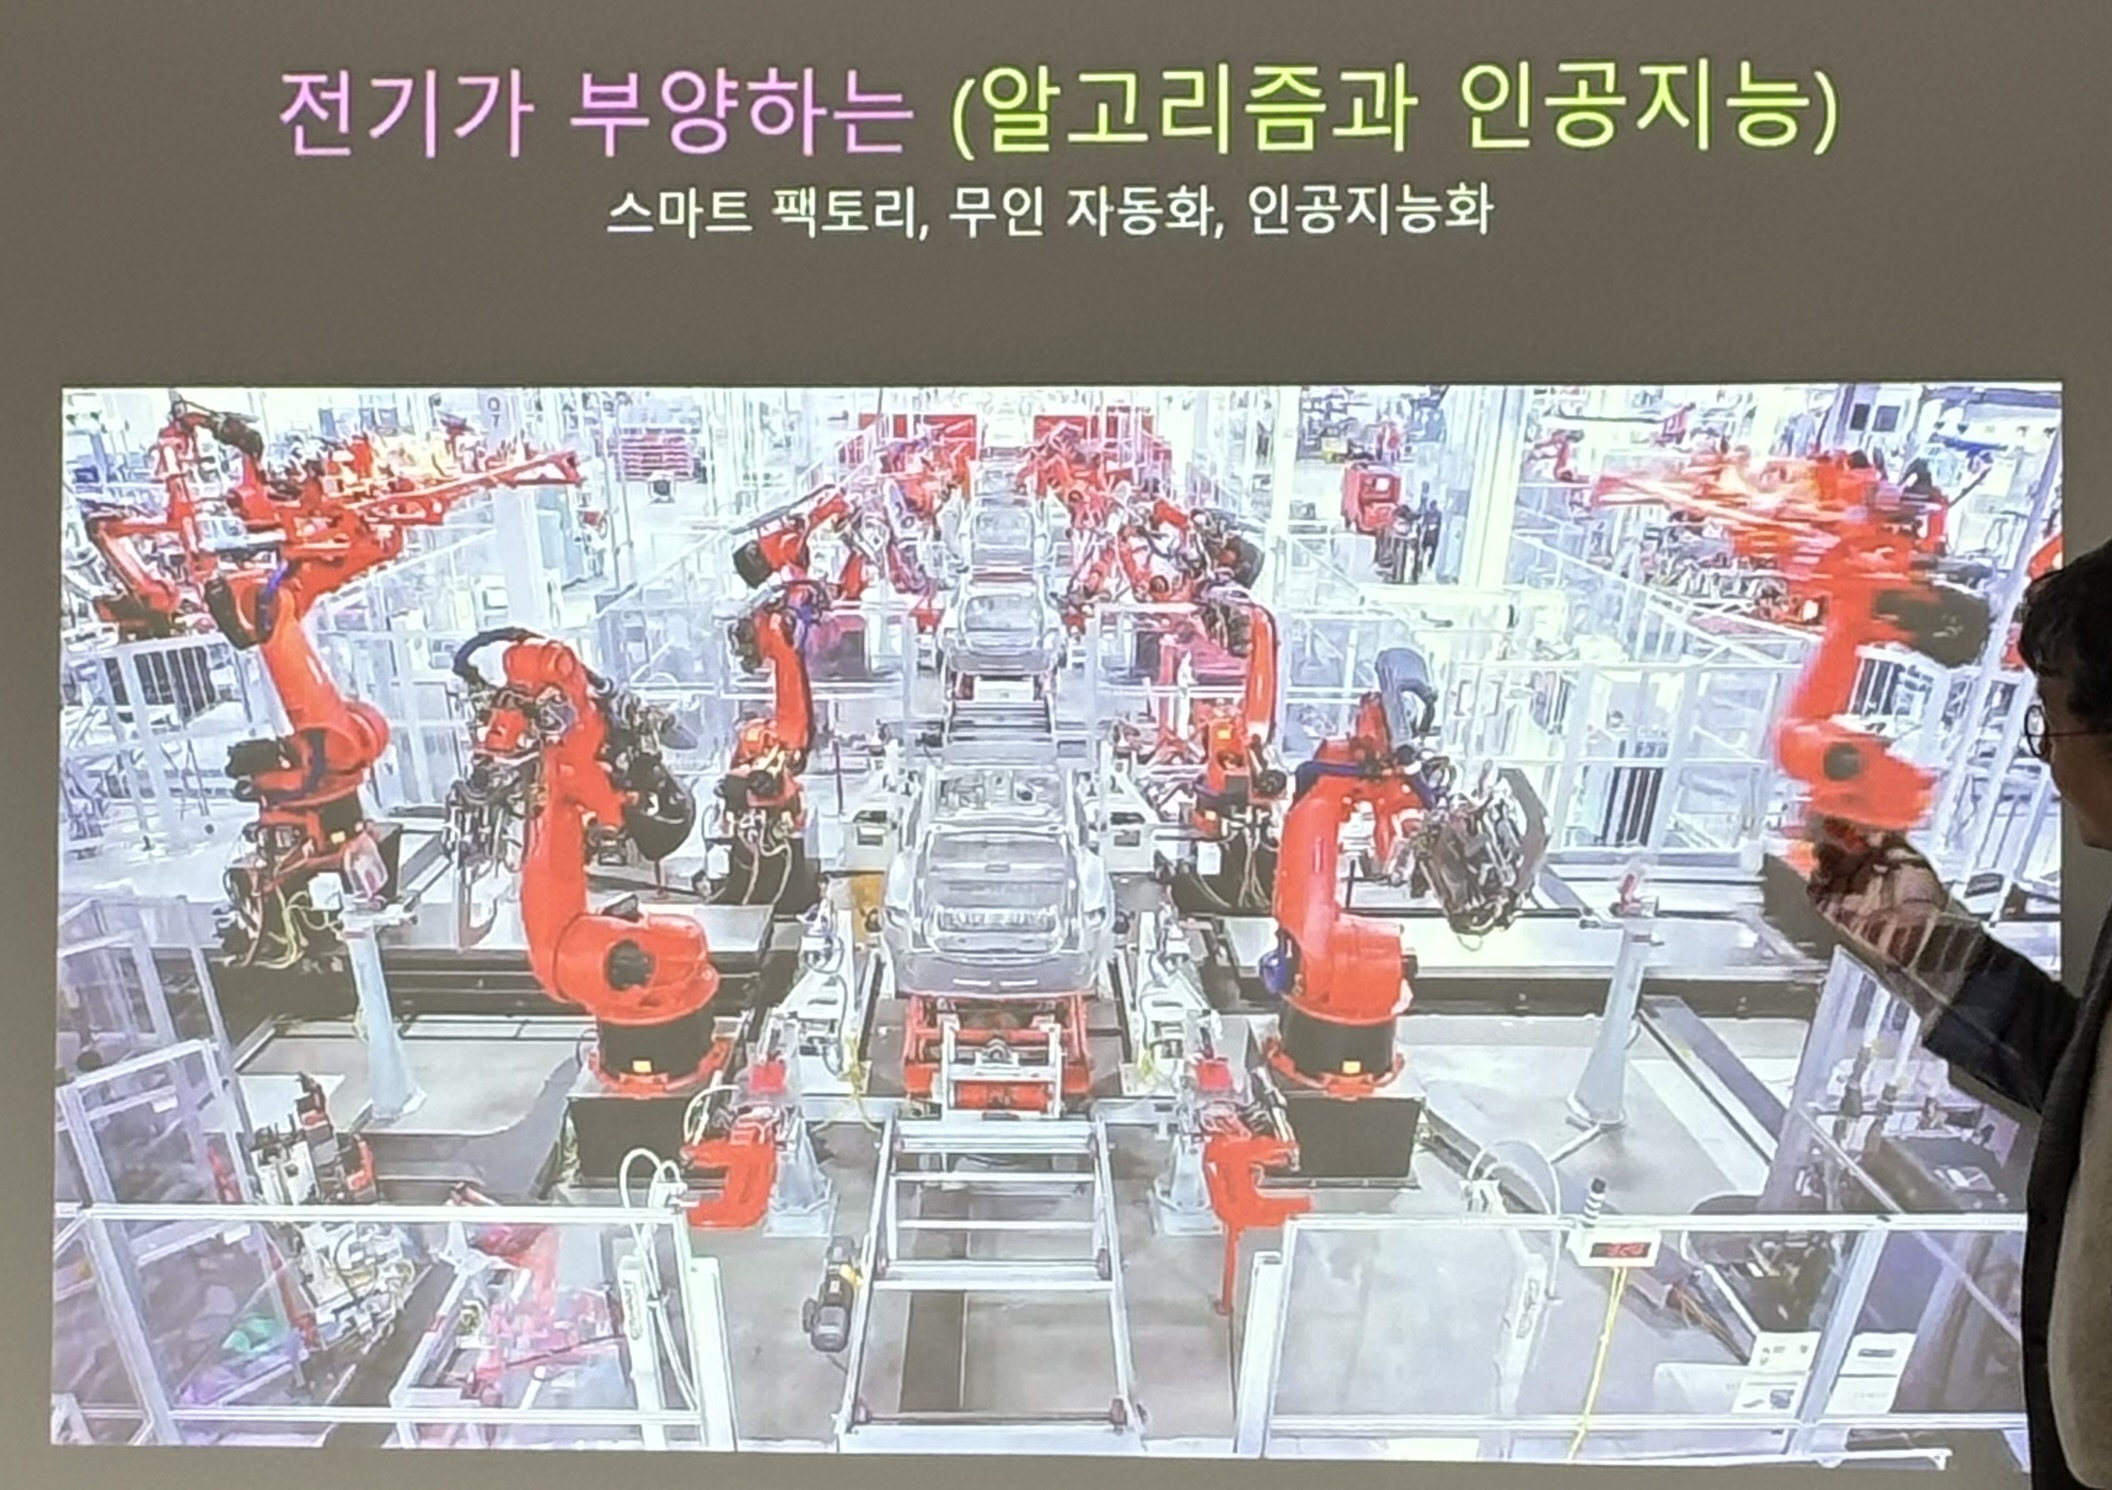 전기가 부양하는 (알고리즘과 인공지능)
스마트 팩토리, 무인 자동화, 인공지능화